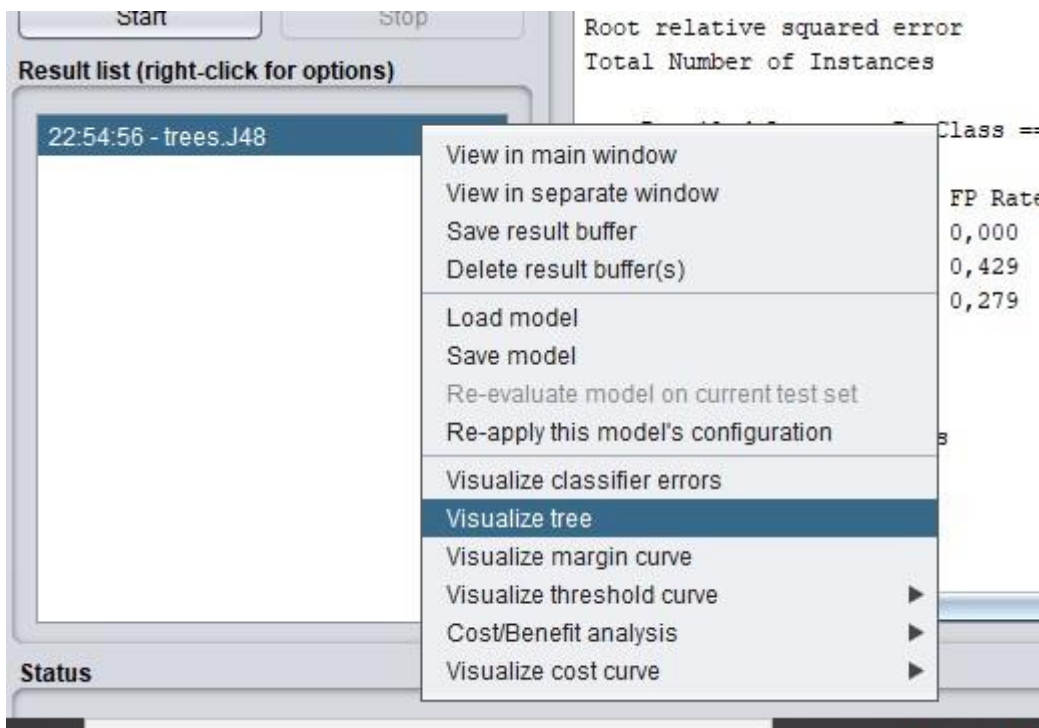 Start
Stop
Result list (right-click for options)
22:54:56 - trees.J48
Root relative squared error
Total Number of Instances
Class ==
FP Rate
0,000
0,429
0,279
View in main window
View in separate window
Save result buffer
Delete result buffer(s)
Load model
Save model
Re-evaluate model on current test set
Re-apply this model's configuration
Visualize classifier errors
Visualize tree
Visualize margin curve
Visualize threshold curve
Cost/Benefit analysis
Visualize cost curve
Status